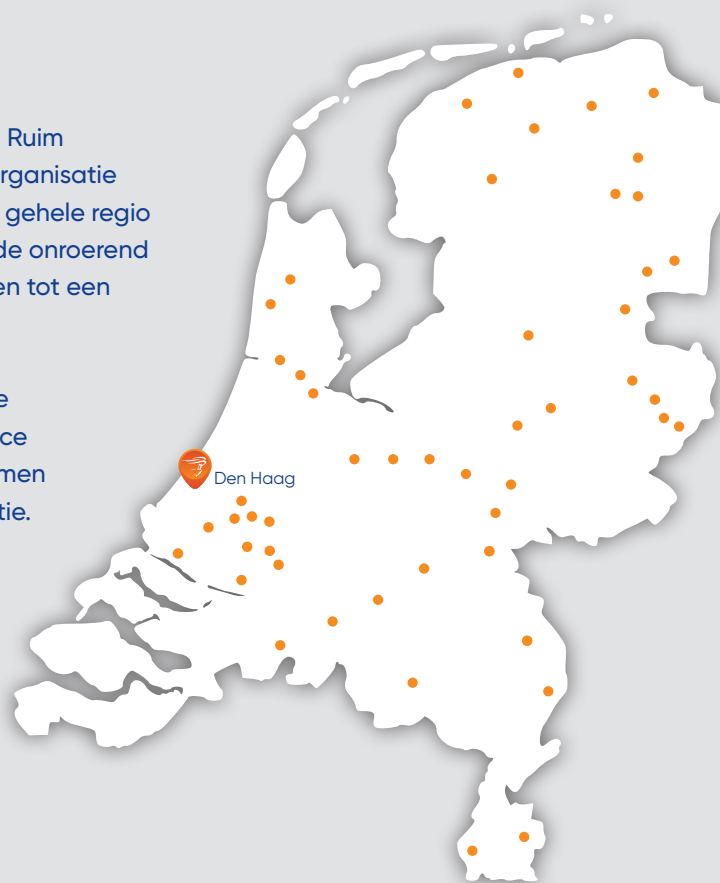 Ruim
rganisatie
gehele regio
de onroerend
en tot een
e
ce
men
tie.
Den Haag